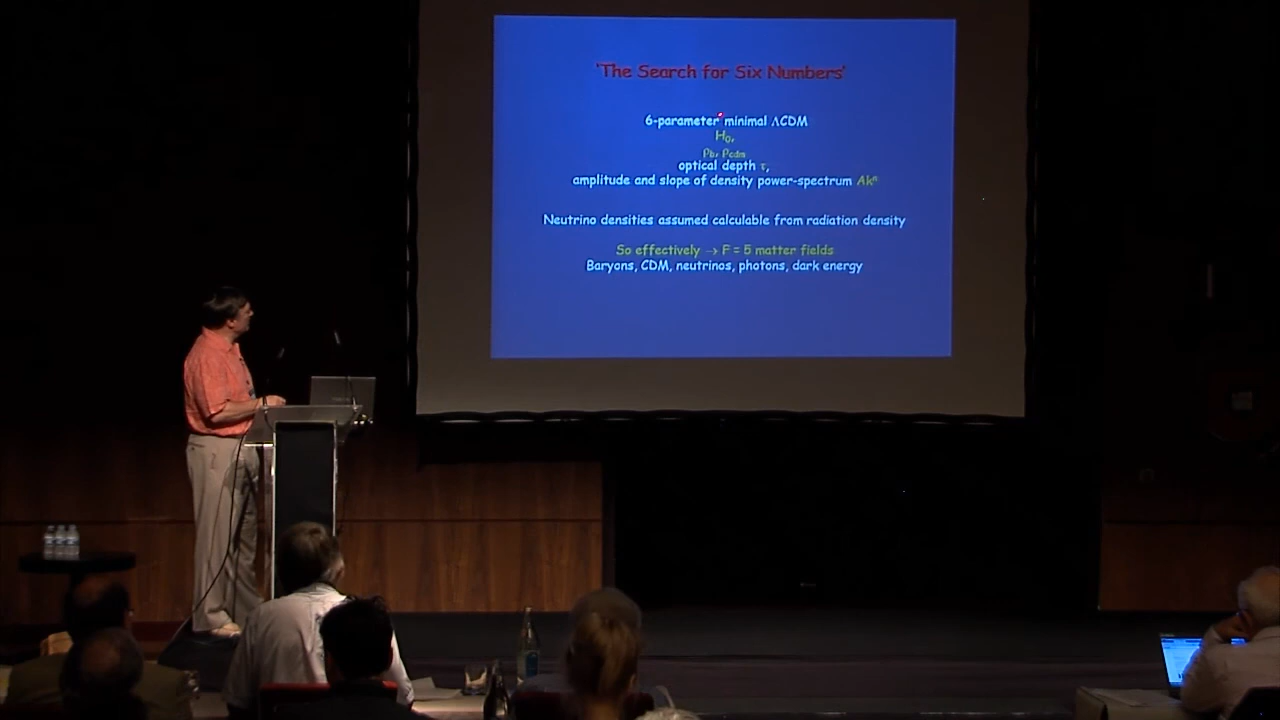 'The Search for Six Numbers'
6-parameter minimal ΛCDM
H₀,
ρb, ρcdm
optical depth τ,
amplitude and slope of density power-spectrum Akⁿ
Neutrino densities assumed calculable from radiation density
So effectively → F = 5 matter fields
Baryons, CDM, neutrinos, photons, dark energy